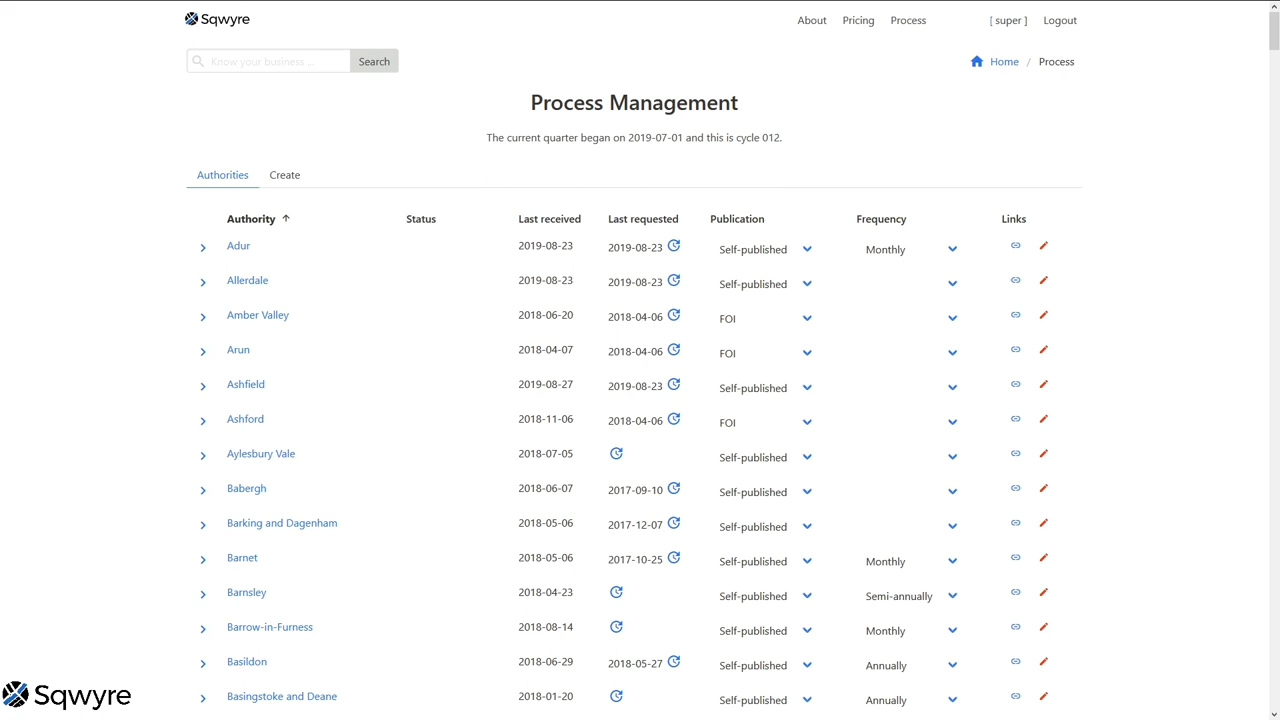 Sqwyre About Pricing Process [ super ] Logout
Know your business ... Search Home / Process
Process Management
The current quarter began on 2019-07-01 and this is cycle 012.
Authorities Create
Authority Status Last received Last requested Publication Frequency Links
Adur 2019-08-23 2019-08-23 Self-published Monthly
Allerdale 2019-08-23 2019-08-23 Self-published
Amber Valley 2018-06-20 2018-04-06 FOI
Arun 2018-04-07 2018-04-06 FOI
Ashfield 2019-08-27 2019-08-23 Self-published
Ashford 2018-11-06 2018-04-06 FOI
Aylesbury Vale 2018-07-05 Self-published
Babergh 2018-06-07 2017-09-10 Self-published
Barking and Dagenham 2018-05-06 2017-12-07 Self-published
Barnet 2018-05-06 2017-10-25 Self-published Monthly
Barnsley 2018-04-23 Self-published Semi-annually
Barrow-in-Furness 2018-08-14 Self-published Monthly
Basildon 2018-06-29 2018-05-27 Self-published Annually
Basingstoke and Deane 2018-01-20 Self-published Annually
Sqwyre